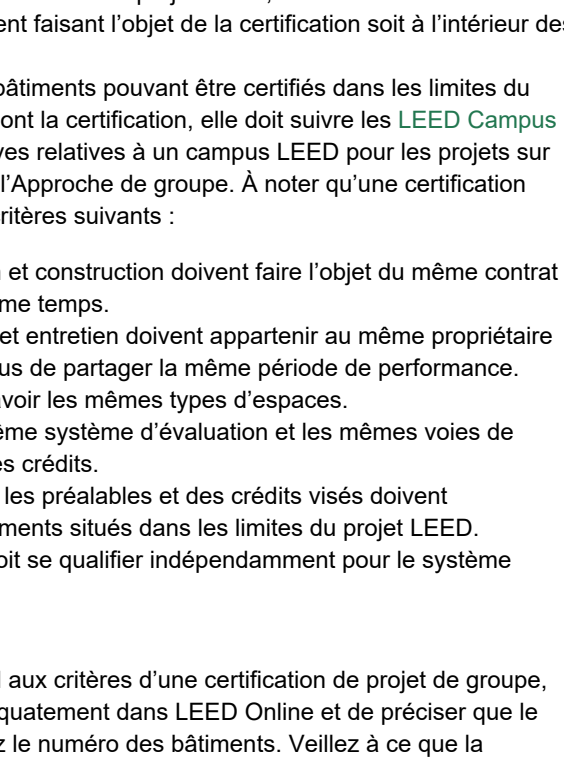 ent faisant l’objet de la certification soit à l’intérieur des
bâtiments pouvant être certifiés dans les limites du
ont la certification, elle doit suivre les LEED Campus
ves relatives à un campus LEED pour les projets sur
l’Approche de groupe. À noter qu’une certification
ritères suivants :
et construction doivent faire l’objet du même contrat
me temps.
et entretien doivent appartenir au même propriétaire
us de partager la même période de performance.
avoir les mêmes types d’espaces.
ême système d’évaluation et les mêmes voies de
es crédits.
les préalables et des crédits visés doivent
ments situés dans les limites du projet LEED.
oit se qualifier indépendamment pour le système
aux critères d’une certification de projet de groupe,
quatement dans LEED Online et de préciser que le
z le numéro des bâtiments. Veillez à ce que la